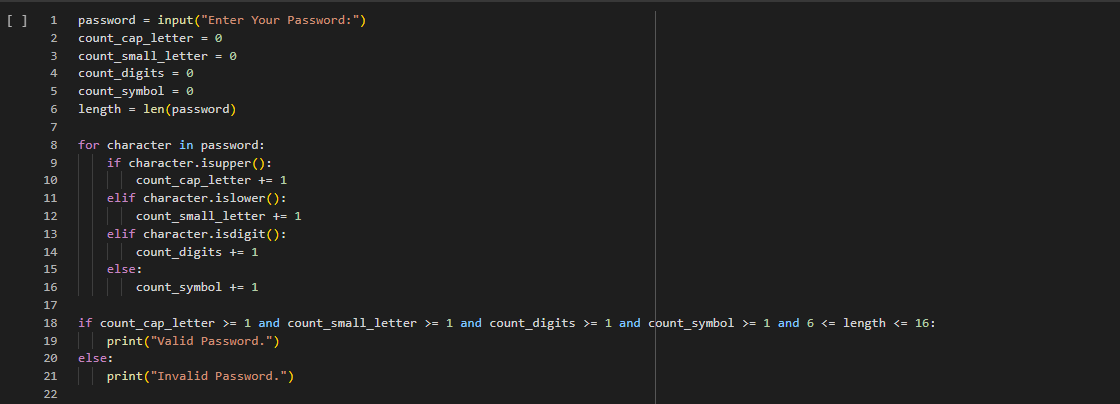 [ ] 1 password = input("Enter Your Password:")
2 count_cap_letter = 0
3 count_small_letter = 0
4 count_digits = 0
5 count_symbol = 0
6 length = len(password)
7
8 for character in password:
9     if character.isupper():
10         count_cap_letter += 1
11     elif character.islower():
12         count_small_letter += 1
13     elif character.isdigit():
14         count_digits += 1
15     else:
16         count_symbol += 1
17
18 if count_cap_letter >= 1 and count_small_letter >= 1 and count_digits >= 1 and count_symbol >= 1 and 6 <= length <= 16:
19     print("Valid Password.")
20 else:
21     print("Invalid Password.")
22